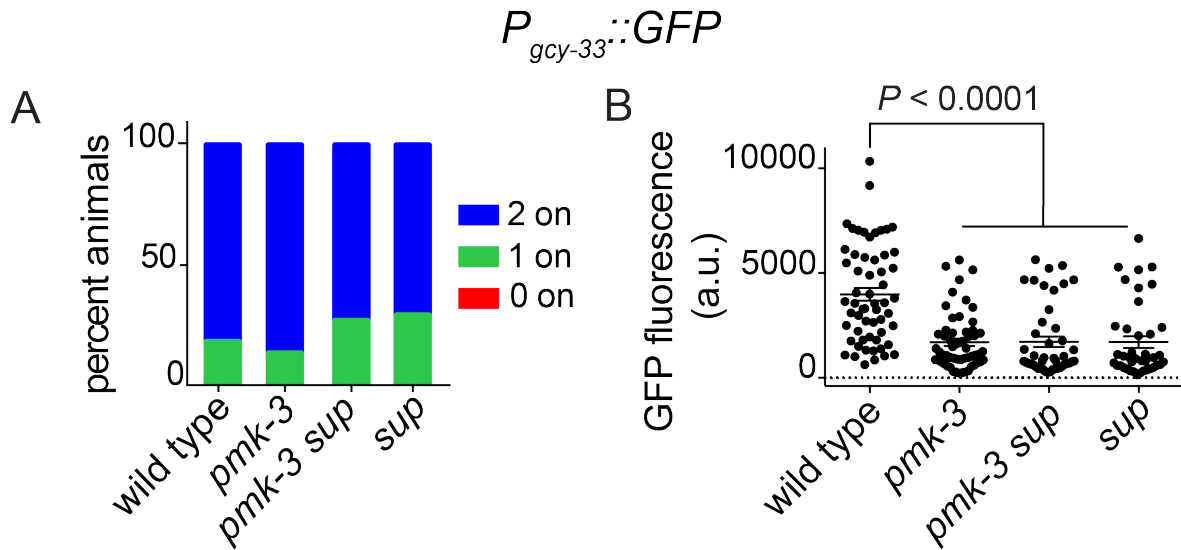 Pgcy-33::GFP
A
percent animals
100
50
0
2 on
1 on
0 on
wild type
pmk-3
pmk-3 sup
sup
B
P < 0.0001
GFP fluorescence
(a.u.)
10000
5000
0
wild type
pmk-3
pmk-3 sup
sup